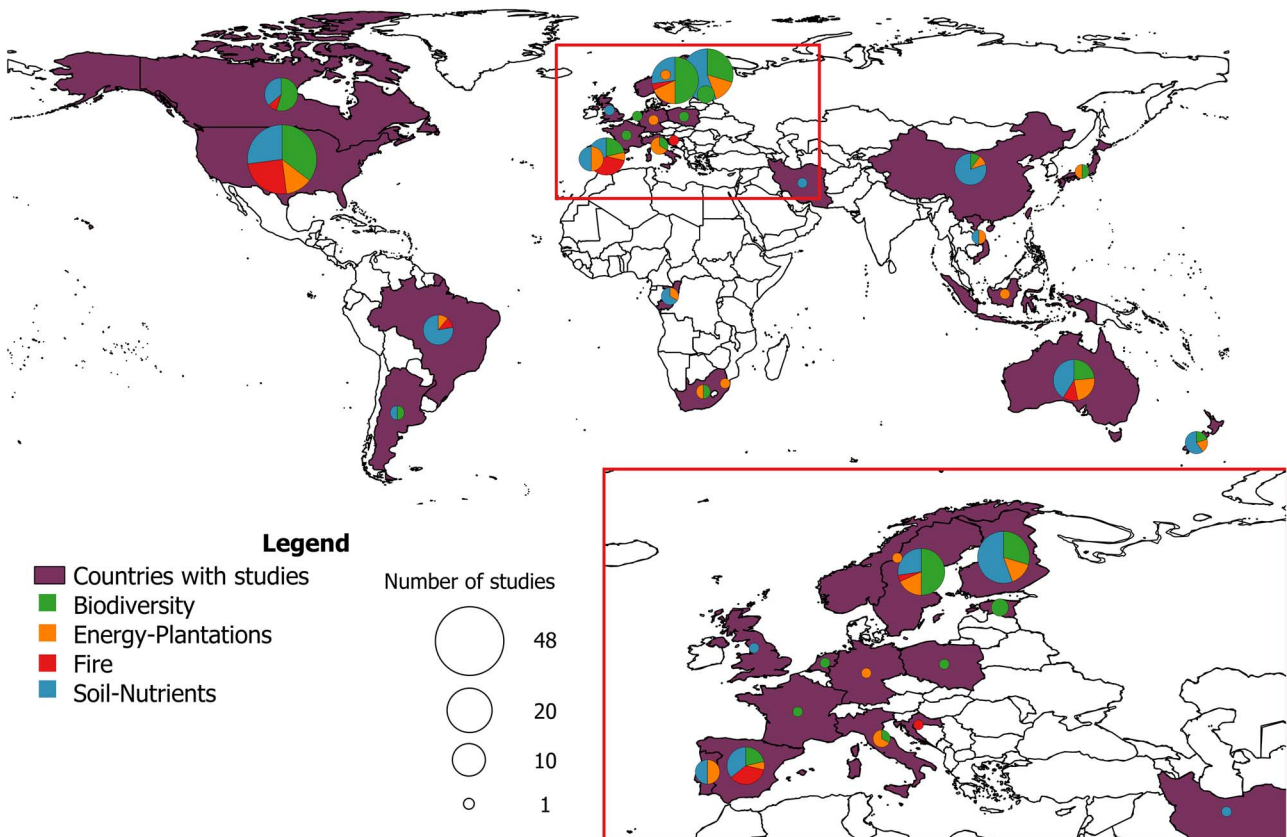 Legend
Countries with studies
Biodiversity
Energy-Plantations
Fire
Soil-Nutrients
Number of studies
48
20
10
1